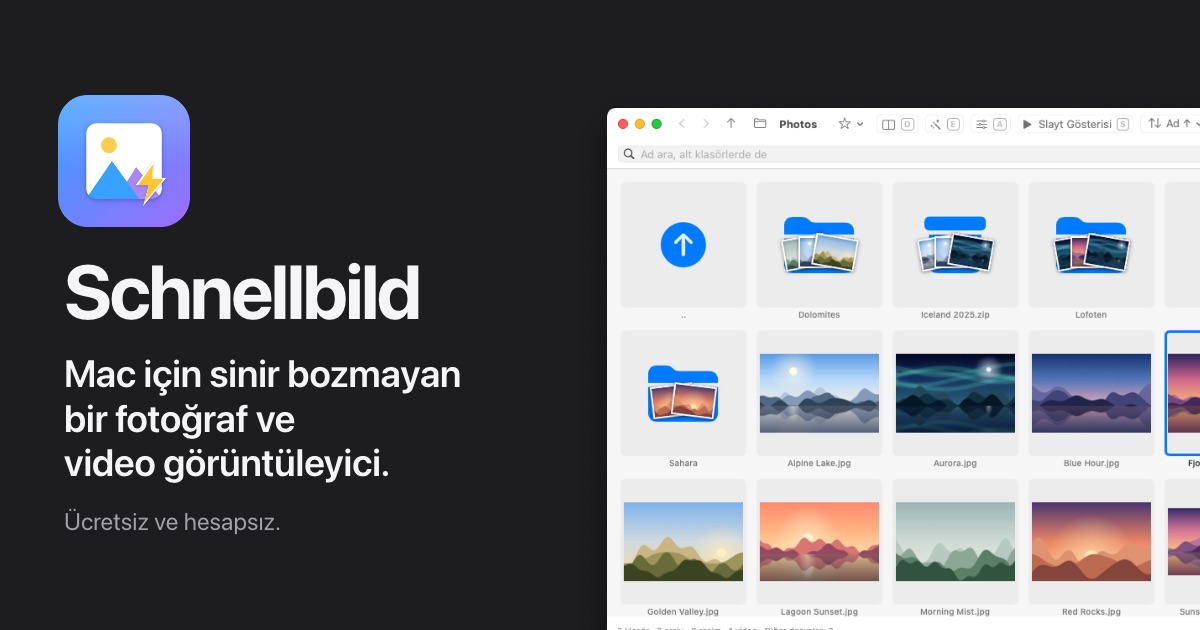 Schnellbild
Mac için sinir bozmayan
bir fotoğraf ve
video görüntüleyici.
Ücretsiz ve hesapsız.
Photos
D
E
A
Slayt Gösterisi S
Ad
Ad ara, alt klasörlerde de
..
Dolomites
Iceland 2025.zip
Lofoten
Sahara
Alpine Lake.jpg
Aurora.jpg
Blue Hour.jpg
Golden Valley.jpg
Lagoon Sunset.jpg
Morning Mist.jpg
Red Rocks.jpg